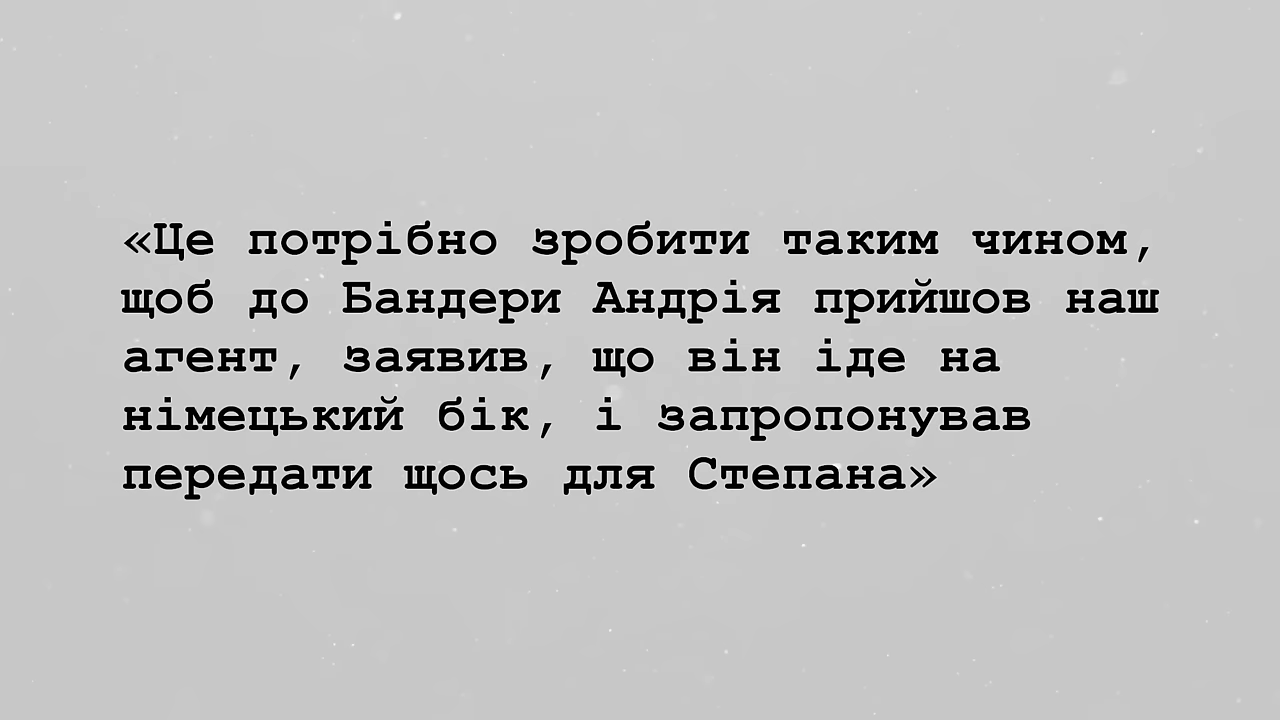 «Це потрібно зробити таким чином,
щоб до Бандери Андрія прийшов наш
агент, заявив, що він іде на
німецький бік, і запропонував
передати щось для Степана»